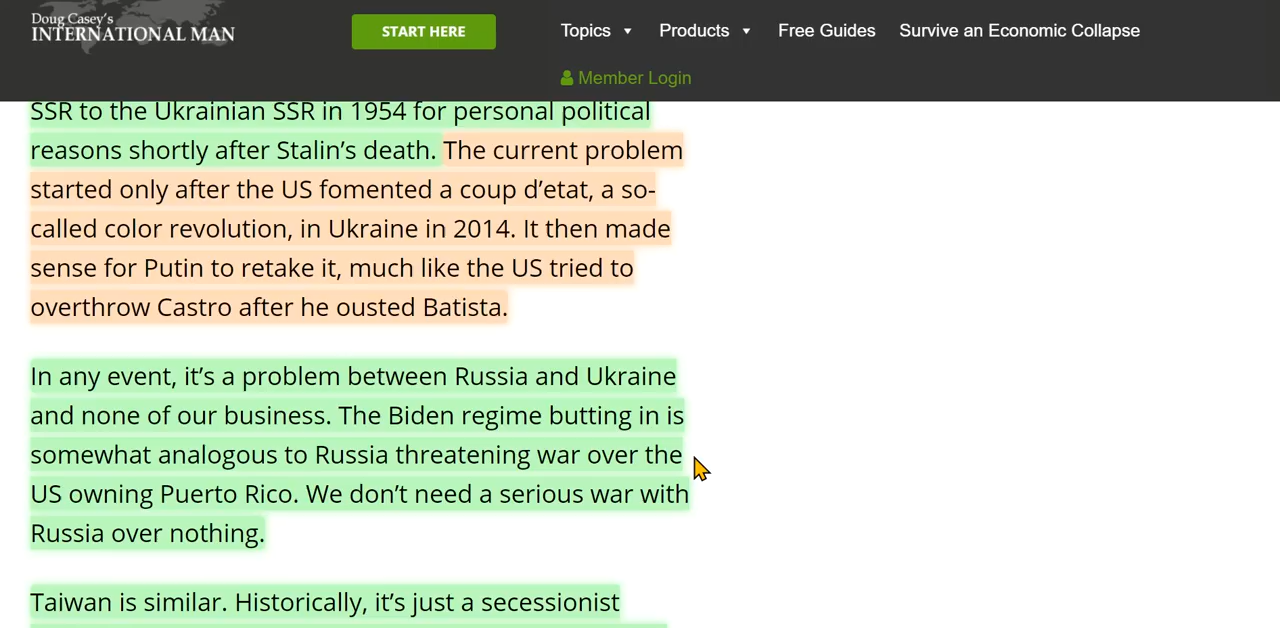 Doug Casey's
INTERNATIONAL MAN
START HERE
Topics
Products
Free Guides
Survive an Economic Collapse
Member Login
SSR to the Ukrainian SSR in 1954 for personal political
reasons shortly after Stalin’s death. The current problem
started only after the US fomented a coup d’etat, a so-
called color revolution, in Ukraine in 2014. It then made
sense for Putin to retake it, much like the US tried to
overthrow Castro after he ousted Batista.
In any event, it’s a problem between Russia and Ukraine
and none of our business. The Biden regime butting in is
somewhat analogous to Russia threatening war over the
US owning Puerto Rico. We don’t need a serious war with
Russia over nothing.
Taiwan is similar. Historically, it’s just a secessionist